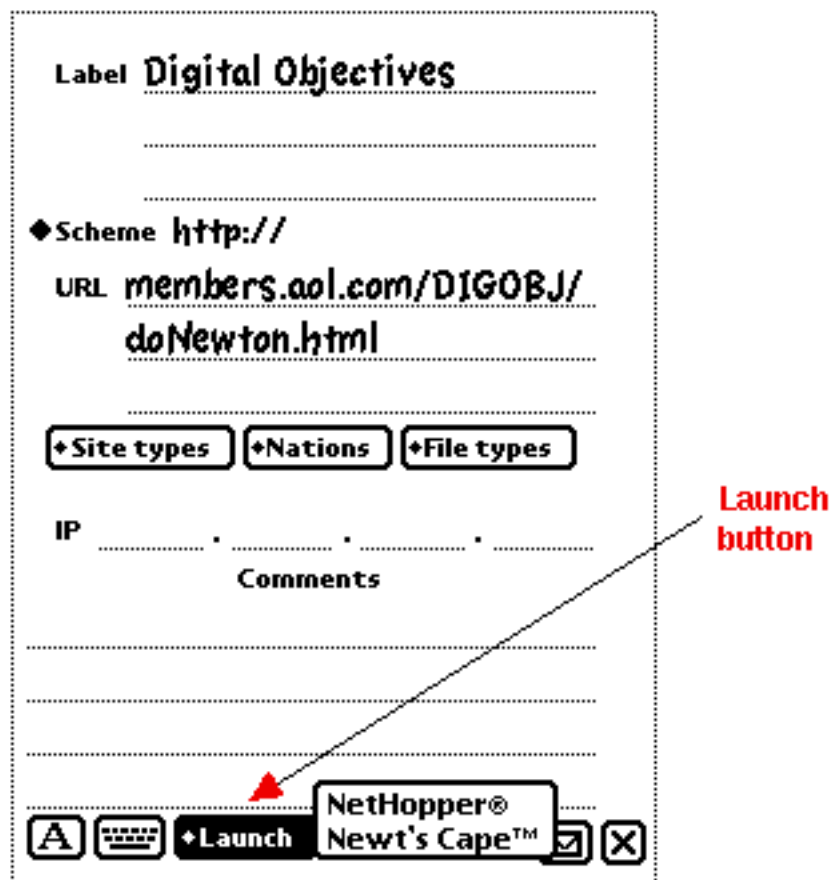 Label Digital Objectives
◆Scheme http://
URL members.aol.com/DIGOBJ/
doNewton.html
◆Site types ◆Nations ◆File types
Launch
button
IP . . .
Comments
NetHopper®
A ◆Launch Newt's Cape™